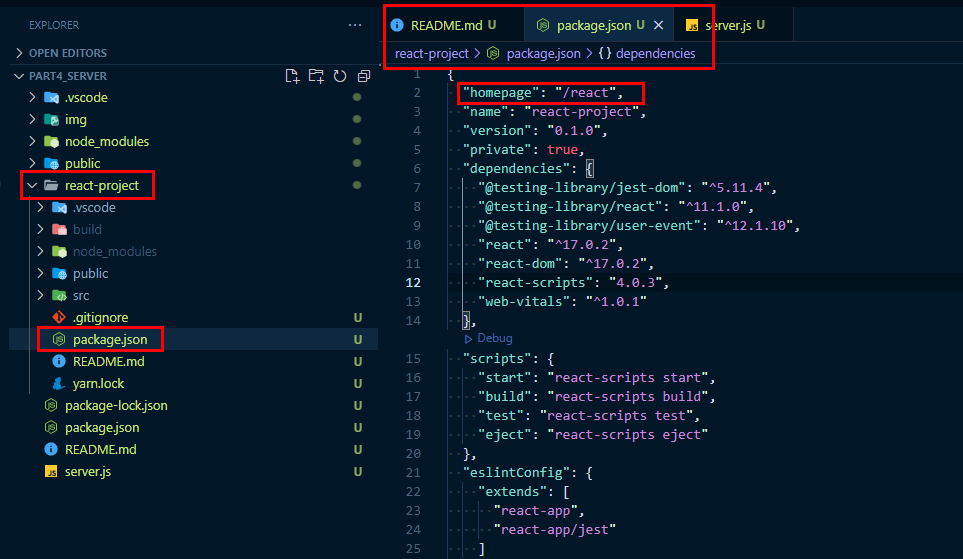 EXPLORER
OPEN EDITORS
PART4_SERVER
.vscode
img
node_modules
public
react-project
.vscode
build
node_modules
public
src
.gitignore U
package.json U
README.md U
yarn.lock U
package-lock.json U
package.json U
README.md U
server.js U
README.md U package.json U server.js U
react-project > package.json > {} dependencies
1 {
2 "homepage": "/react",
3 "name": "react-project",
4 "version": "0.1.0",
5 "private": true,
6 "dependencies": {
7 "@testing-library/jest-dom": "^5.11.4",
8 "@testing-library/react": "^11.1.0",
9 "@testing-library/user-event": "^12.1.10",
10 "react": "^17.0.2",
11 "react-dom": "^17.0.2",
12 "react-scripts": "4.0.3",
13 "web-vitals": "^1.0.1"
14 },
Debug
15 "scripts": {
16 "start": "react-scripts start",
17 "build": "react-scripts build",
18 "test": "react-scripts test",
19 "eject": "react-scripts eject"
20 },
21 "eslintConfig": {
22 "extends": [
23 "react-app",
24 "react-app/jest"
25 ]